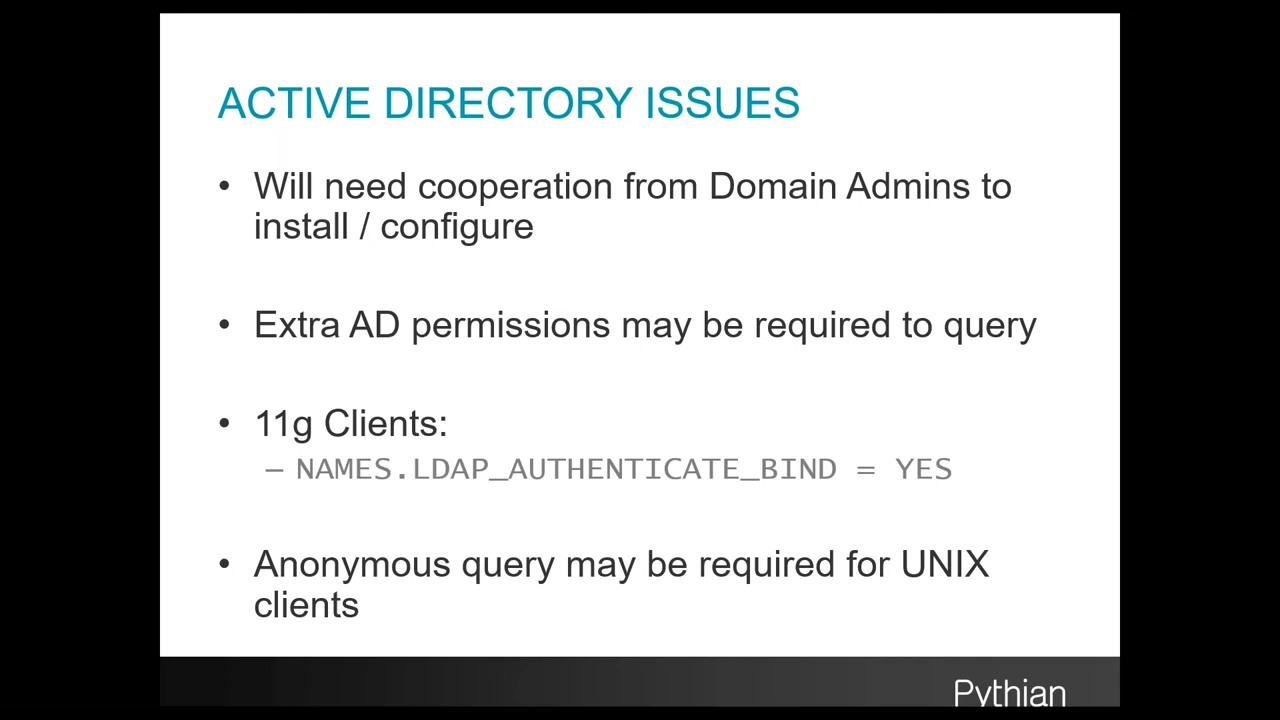 ACTIVE DIRECTORY ISSUES
• Will need cooperation from Domain Admins to
install / configure
• Extra AD permissions may be required to query
• 11g Clients:
– NAMES.LDAP_AUTHENTICATE_BIND = YES
• Anonymous query may be required for UNIX
clients
Pythian